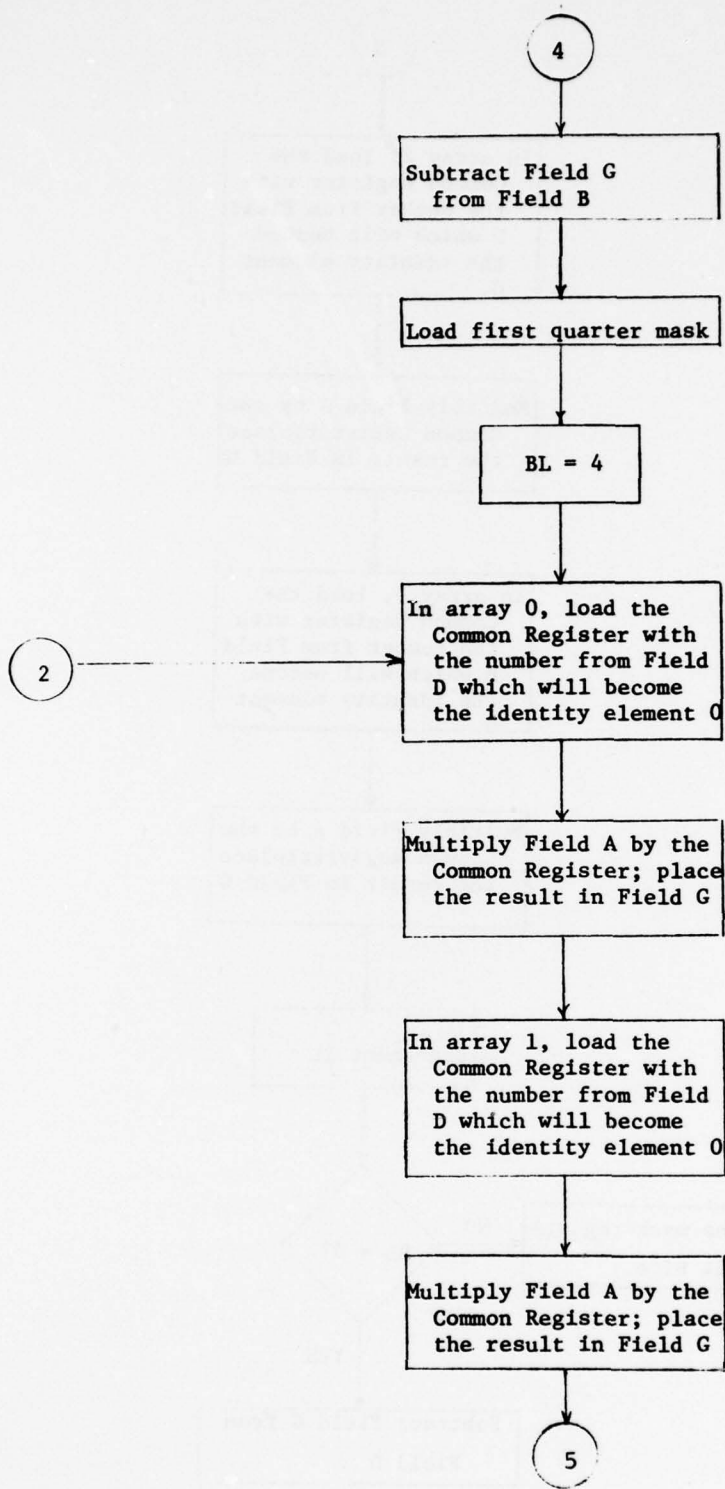 4
Subtract Field G
from Field B
Load first quarter mask
BL = 4
In array 0, load the
Common Register with
the number from Field
D which will become
the identity element 0
2
Multiply Field A by the
Common Register; place
the result in Field G
In array 1, load the
Common Register with
the number from Field
D which will become
the identity element 0
Multiply Field A by the
Common Register; place
the result in Field G
5